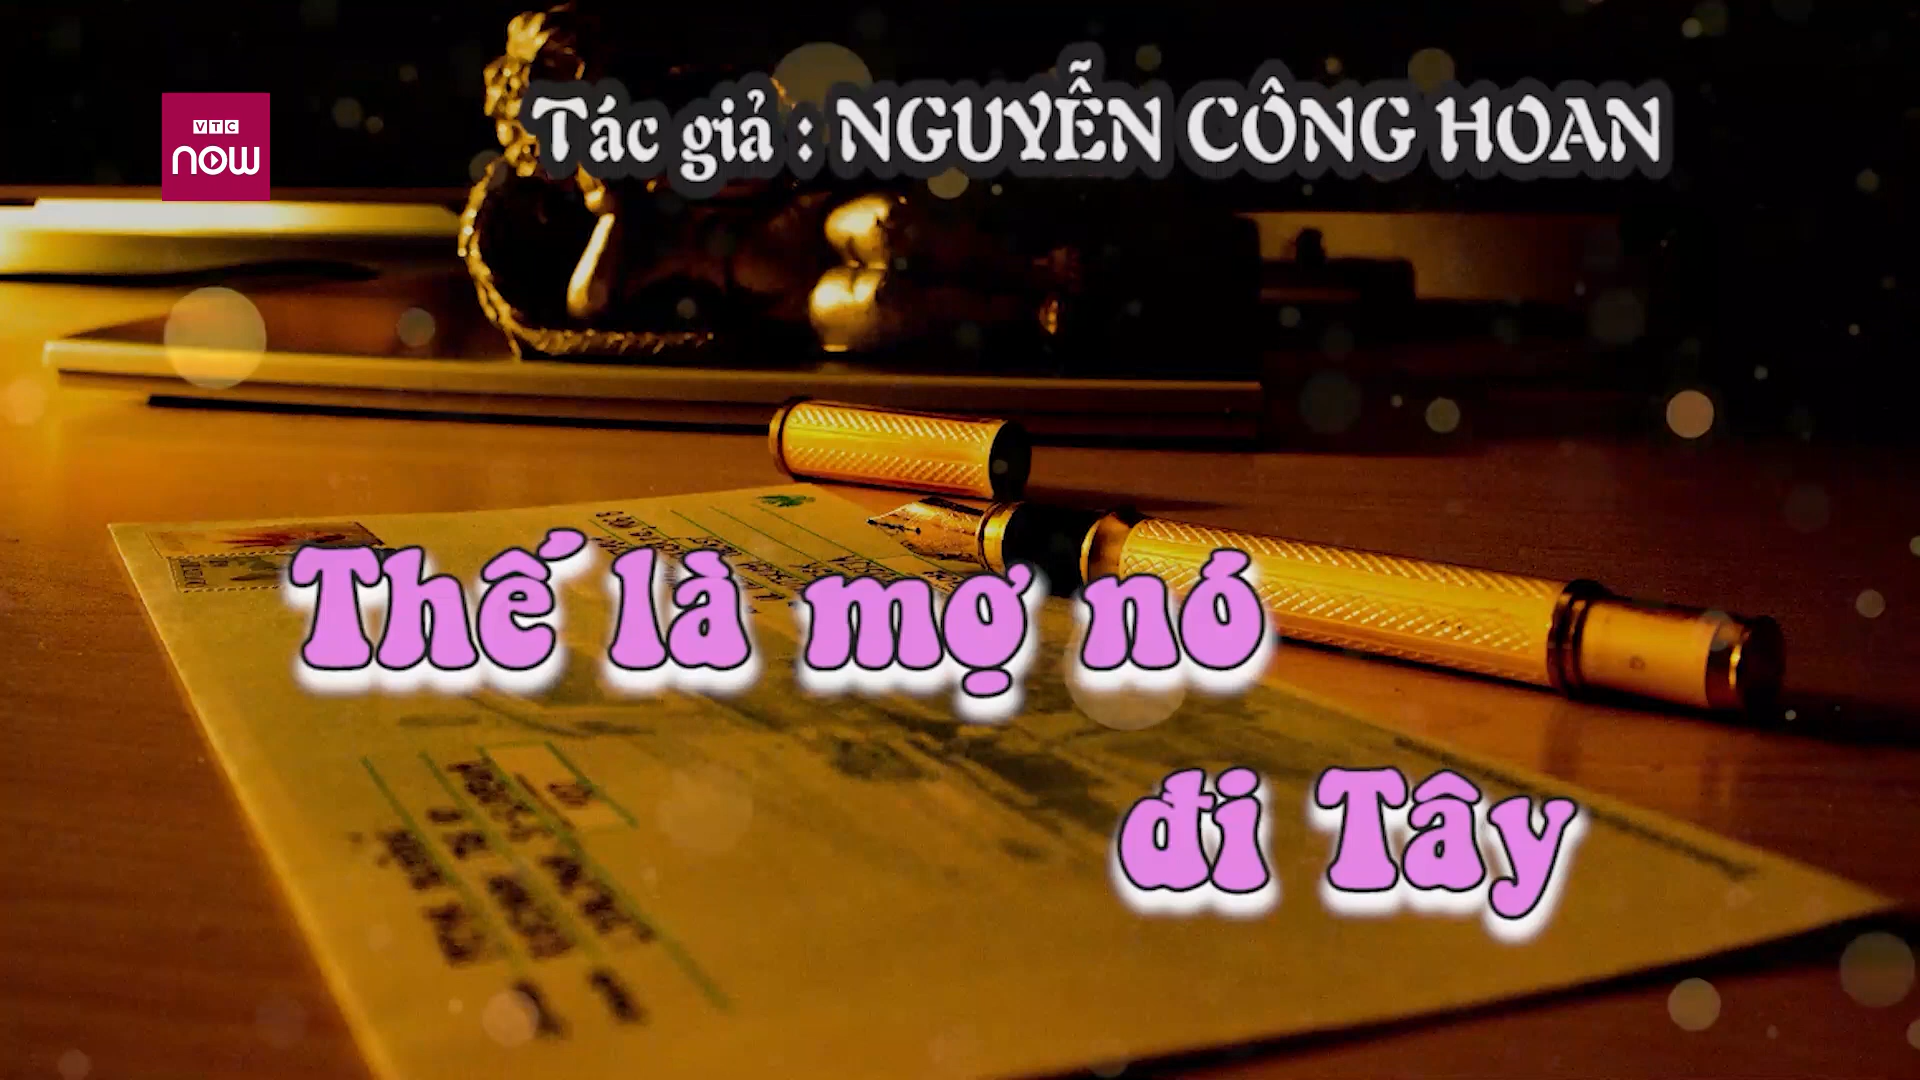 VTC
now
Tác giả : NGUYỄN CÔNG HOAN
Thế là mợ nó
đi Tây